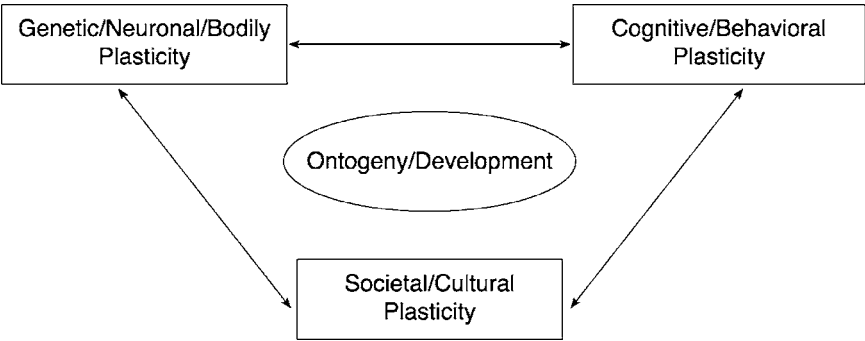 Genetic/Neuronal/Bodily
Plasticity
Cognitive/Behavioral
Plasticity
Ontogeny/Development
Societal/Cultural
Plasticity